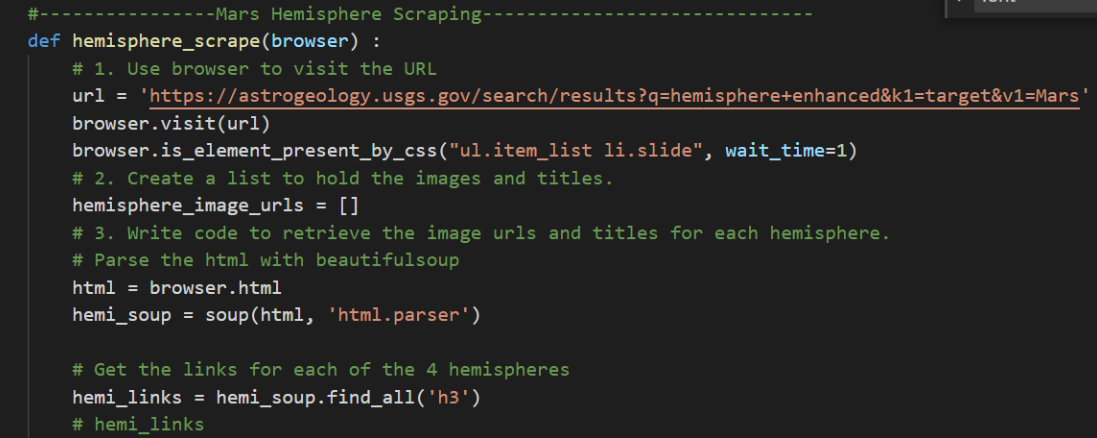 #----------------Mars Hemisphere Scraping------------------------------
def hemisphere_scrape(browser) :
# 1. Use browser to visit the URL
url = 'https://astrogeology.usgs.gov/search/results?q=hemisphere+enhanced&k1=target&v1=Mars'
browser.visit(url)
browser.is_element_present_by_css("ul.item_list li.slide", wait_time=1)
# 2. Create a list to hold the images and titles.
hemisphere_image_urls = []
# 3. Write code to retrieve the image urls and titles for each hemisphere.
# Parse the html with beautifulsoup
html = browser.html
hemi_soup = soup(html, 'html.parser')
# Get the links for each of the 4 hemispheres
hemi_links = hemi_soup.find_all('h3')
# hemi_links